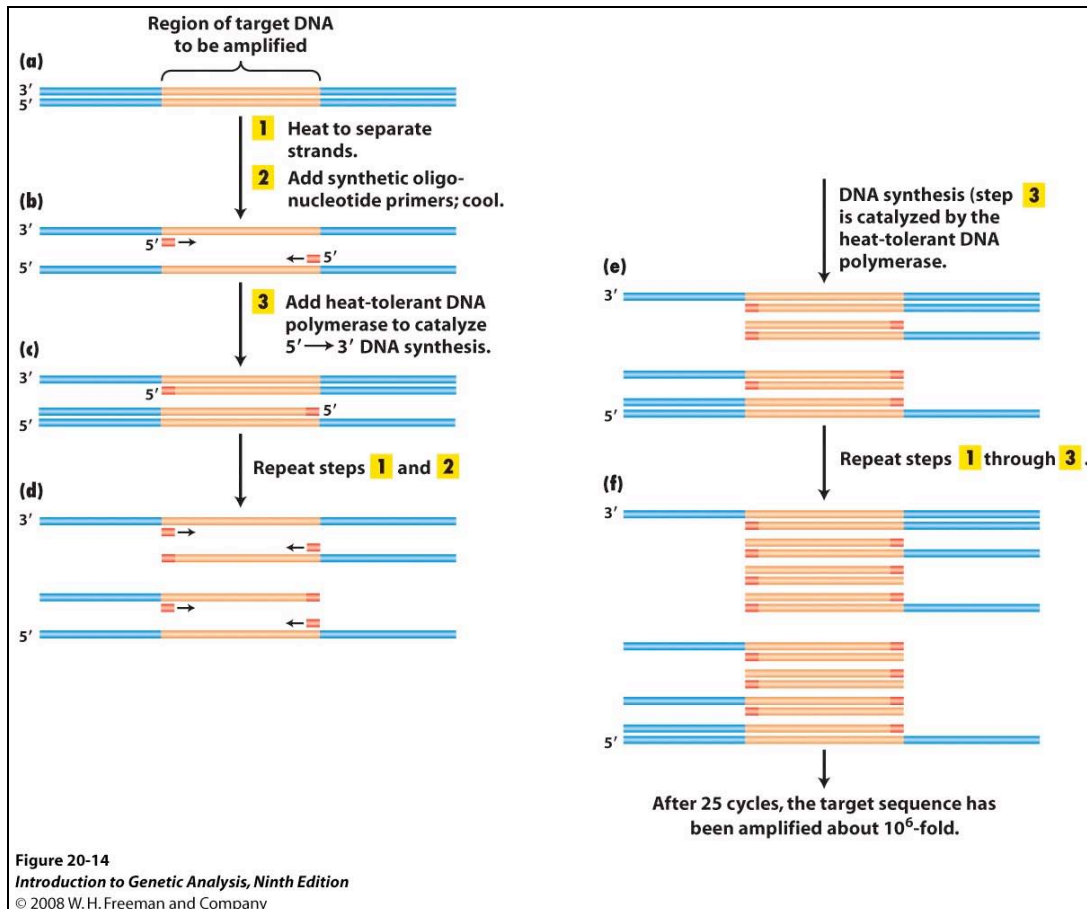 Region of target DNA
to be amplified
(a)
3′
5′
1 Heat to separate
strands.
2 Add synthetic oligo-
nucleotide primers; cool.
(b)
3′
5′
5′
5′
3 Add heat-tolerant DNA
polymerase to catalyze
5′ → 3′ DNA synthesis.
(c)
3′
5′
5′
5′
Repeat steps 1 and 2
(d)
3′
5′
DNA synthesis (step 3
is catalyzed by the
heat-tolerant DNA
polymerase.
(e)
3′
5′
Repeat steps 1 through 3 .
(f)
3′
5′
After 25 cycles, the target sequence has
been amplified about 10⁶-fold.
Figure 20-14
Introduction to Genetic Analysis, Ninth Edition
© 2008 W. H. Freeman and Company